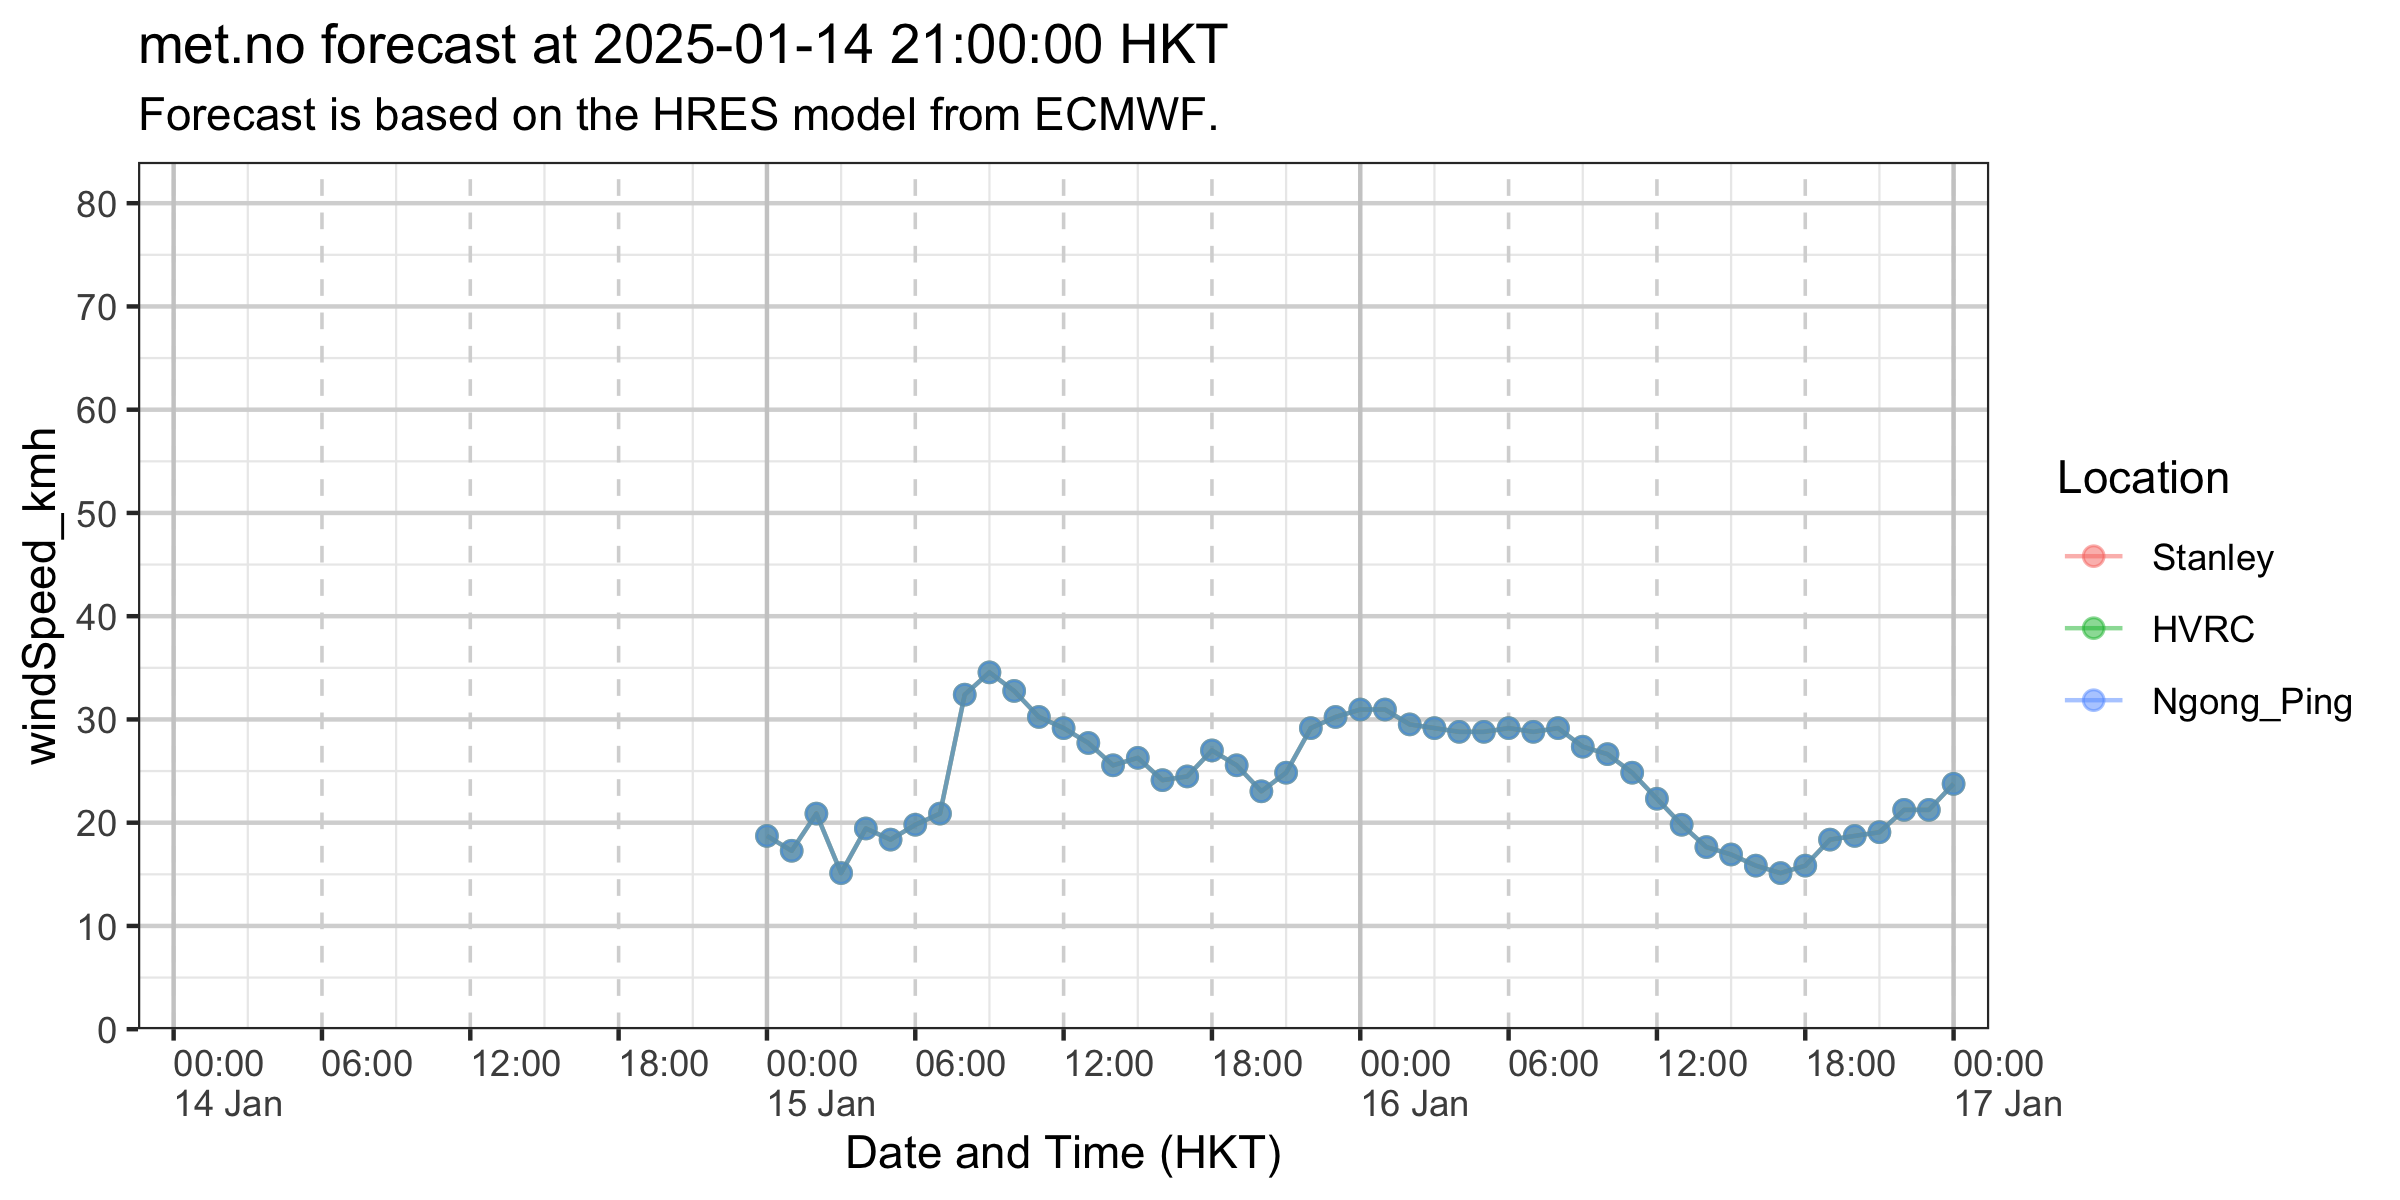 met.no forecast at 2025-01-14 21:00:00 HKT
Forecast is based on the HRES model from ECMWF.
windSpeed_kmh
80
70
60
50
40
30
20
10
0
00:00 06:00 12:00 18:00 00:00 06:00 12:00 18:00 00:00 06:00 12:00 18:00 00:00
14 Jan 15 Jan 16 Jan 17 Jan
Date and Time (HKT)
Location
Stanley
HVRC
Ngong_Ping